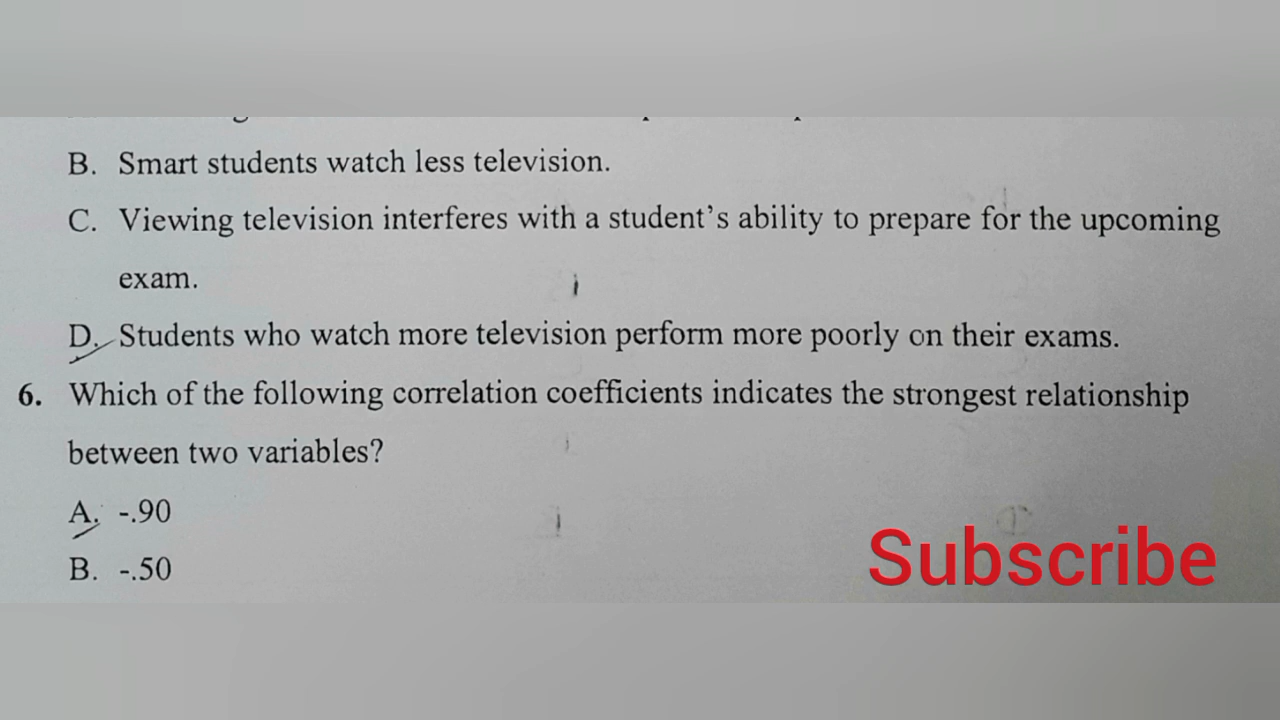 B. Smart students watch less television.
C. Viewing television interferes with a student's ability to prepare for the upcoming
exam.
D. Students who watch more television perform more poorly on their exams.
6. Which of the following correlation coefficients indicates the strongest relationship
between two variables?
A. -.90
B. -.50
Subscribe